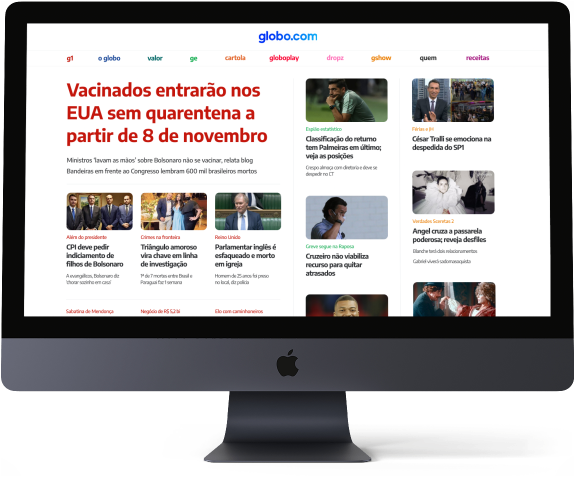 globo.com
g1 o globo valor ge cartola globoplay dropz gshow quem receitas
Vacinados entrarão nos
EUA sem quarentena a
partir de 8 de novembro
Ministros 'lavam as mãos' sobre Bolsonaro não se vacinar, relata blog
Bandeiras em frente ao Congresso lembram 600 mil brasileiros mortos
Além do presidente
CPI deve pedir
indiciamento de
filhos de Bolsonaro
A evangélicos, Bolsonaro diz
'chorar sozinho em casa'
Crimes na fronteira
Triângulo amoroso
vira chave em linha
de investigação
1ª de 7 mortes entre Brasil e
Paraguai faz 1 semana
Reino Unido
Parlamentar inglês é
esfaqueado e morto
em igreja
Homem de 25 anos foi preso
no local, diz polícia
Sabatina de Mendonça
Negócio de R$ 5,2 bi
Elo com caminhoneiros
Espião estatístico
Classificação do returno
tem Palmeiras em último;
veja as posições
Crespo almoça com diretoria e deve se
despedir no CT
Greve segue na Raposa
Cruzeiro não viabiliza
recurso para quitar
atrasados
Férias e JH
César Tralli se emociona na
despedida do SP1
Verdades Secretas 2
Angel cruza a passarela
poderosa; reveja desfiles
Blanche terá dois relacionamentos
Gabriel viverá sadomasoquista